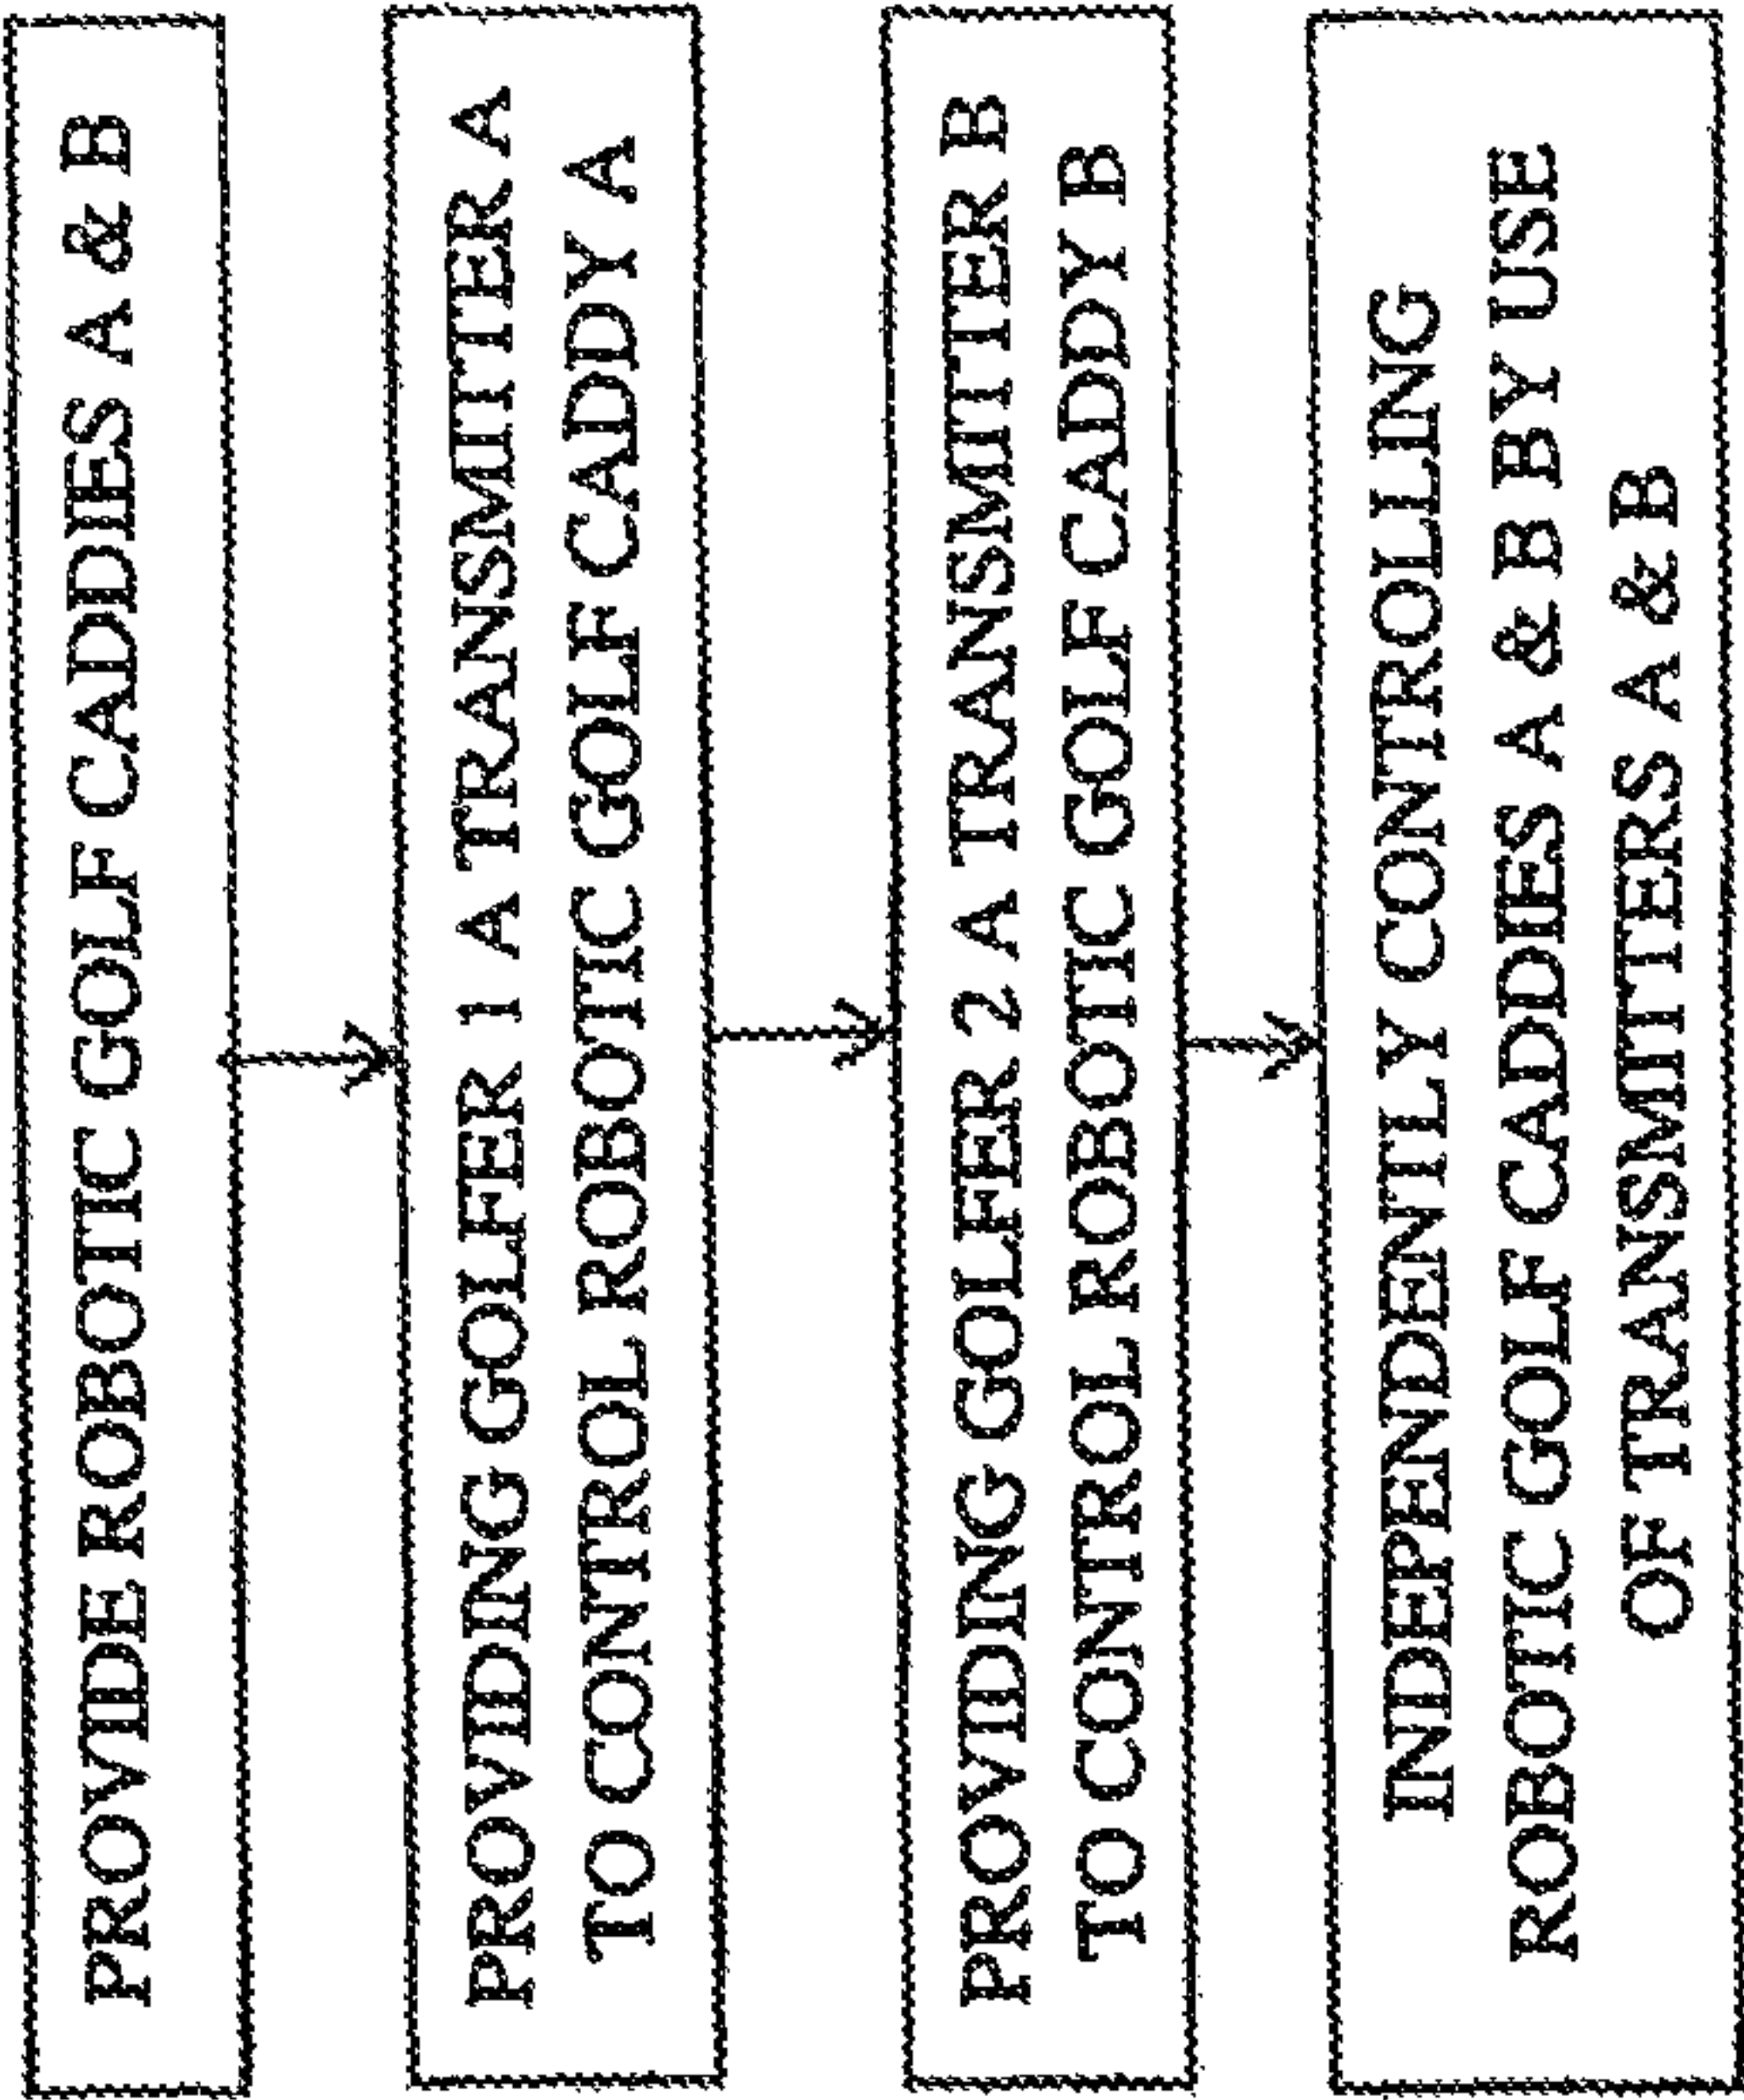 PROVIDE ROBOTIC GOLF CADDIES A & B
PROVIDING GOLFER 1 A TRANSMITTER A
TO CONTROL ROBOTIC GOLF CADDY A
PROVIDING GOLFER 2 A TRANSMITTER B
TO CONTROL ROBOTIC GOLF CADDY B
INDEPENDENTLY CONTROLLING
ROBOTIC GOLF CADDIES A & B BY USE
OF TRANSMITTERS A & B